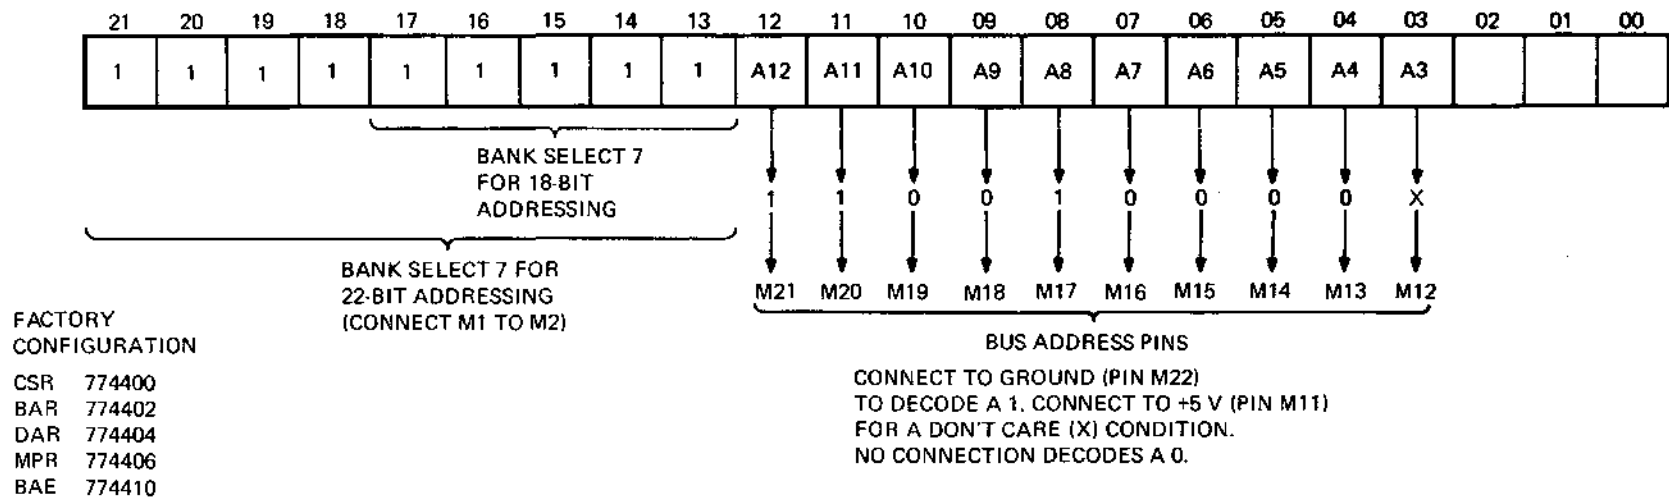 21 20 19 18 17 16 15 14 13 12 11 10 09 08 07 06 05 04 03 02 01 00
1 1 1 1 1 1 1 1 1 A12 A11 A10 A9 A8 A7 A6 A5 A4 A3
BANK SELECT 7
FOR 18-BIT
ADDRESSING
1 1 0 0 1 0 0 0 0 X
BANK SELECT 7 FOR
22-BIT ADDRESSING
(CONNECT M1 TO M2)
M21 M20 M19 M18 M17 M16 M15 M14 M13 M12
BUS ADDRESS PINS
CONNECT TO GROUND (PIN M22)
TO DECODE A 1. CONNECT TO +5 V (PIN M11)
FOR A DON'T CARE (X) CONDITION.
NO CONNECTION DECODES A 0.
FACTORY
CONFIGURATION
CSR 774400
BAR 774402
DAR 774404
MPR 774406
BAE 774410